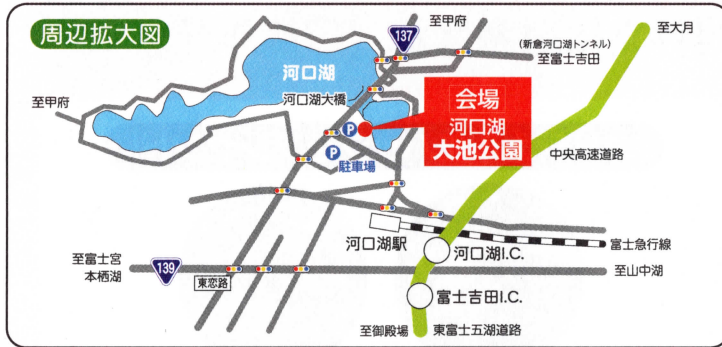 周辺拡大図
至甲府
137
至大月
(新倉河口湖トンネル)
至富士吉田
河口湖
河口湖大橋
至甲府
会場
河口湖
大池公園
P
P
駐車場
中央高速道路
河口湖駅
河口湖I.C.
富士急行線
至富士宮
本栖湖
139
東恋路
至山中湖
富士吉田I.C.
至御殿場
東富士五湖道路